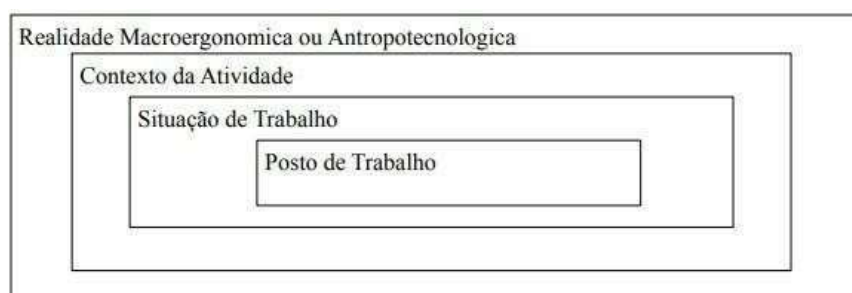 Realidade Macroergonomica ou Antropotecnologica
Contexto da Atividade
Situação de Trabalho
Posto de Trabalho